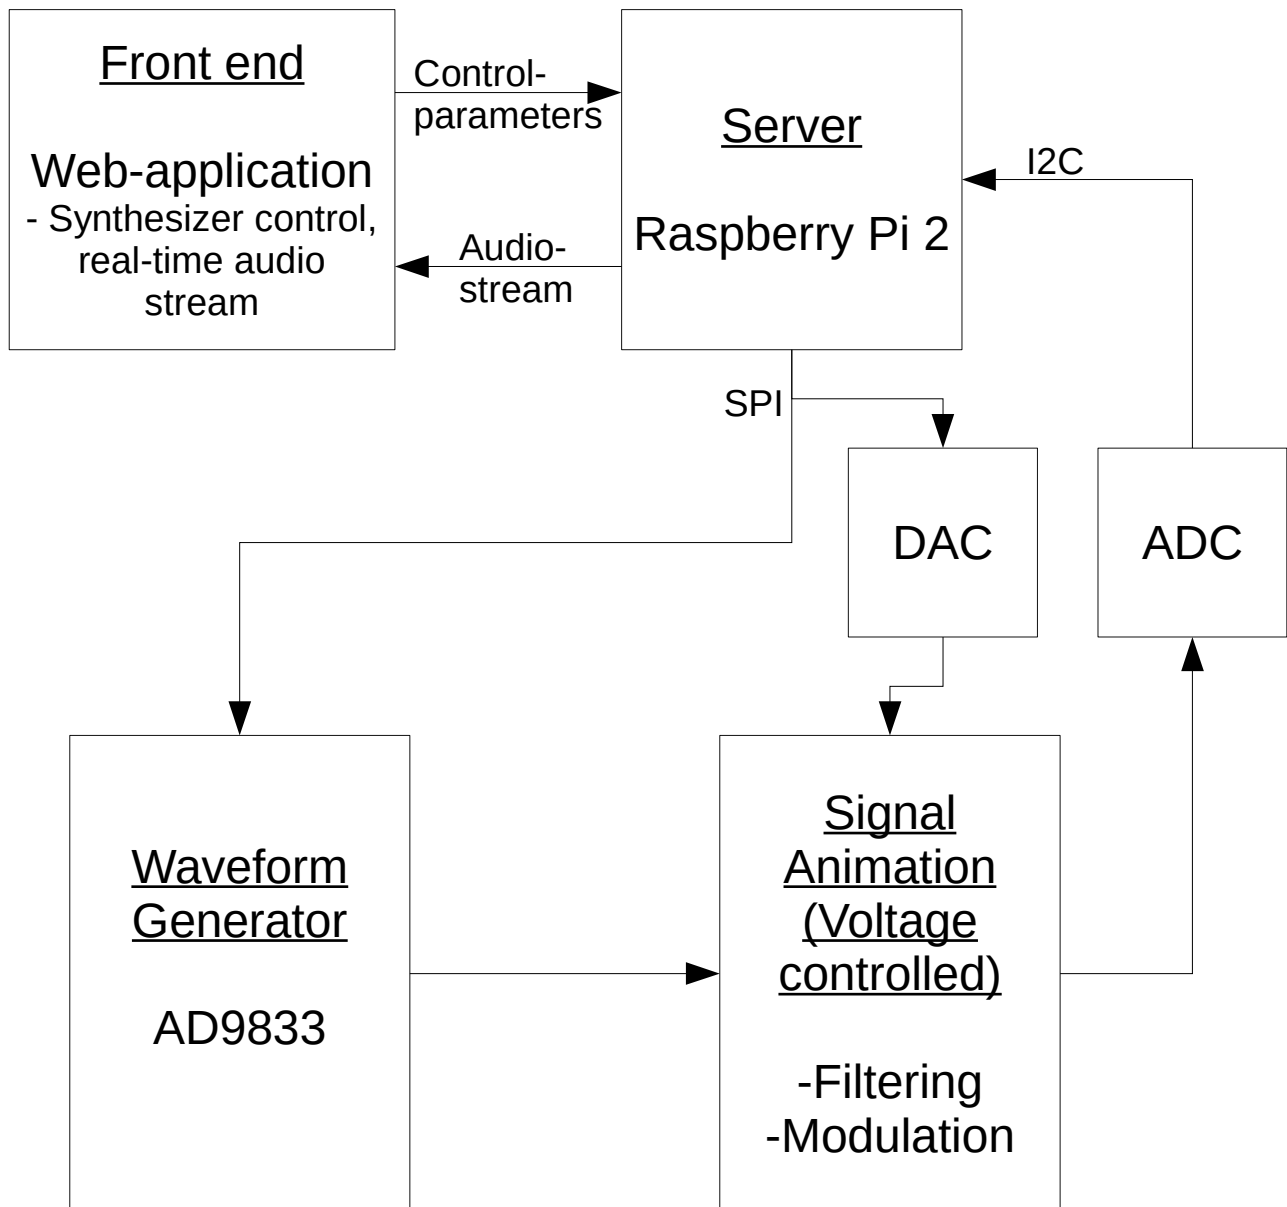 Front end
Web-application
- Synthesizer control,
real-time audio
stream
Control-
parameters
Audio-
stream
Server
Raspberry Pi 2
I2C
SPI
DAC
ADC
Waveform
Generator
AD9833
Signal
Animation
(Voltage
controlled)
-Filtering
-Modulation